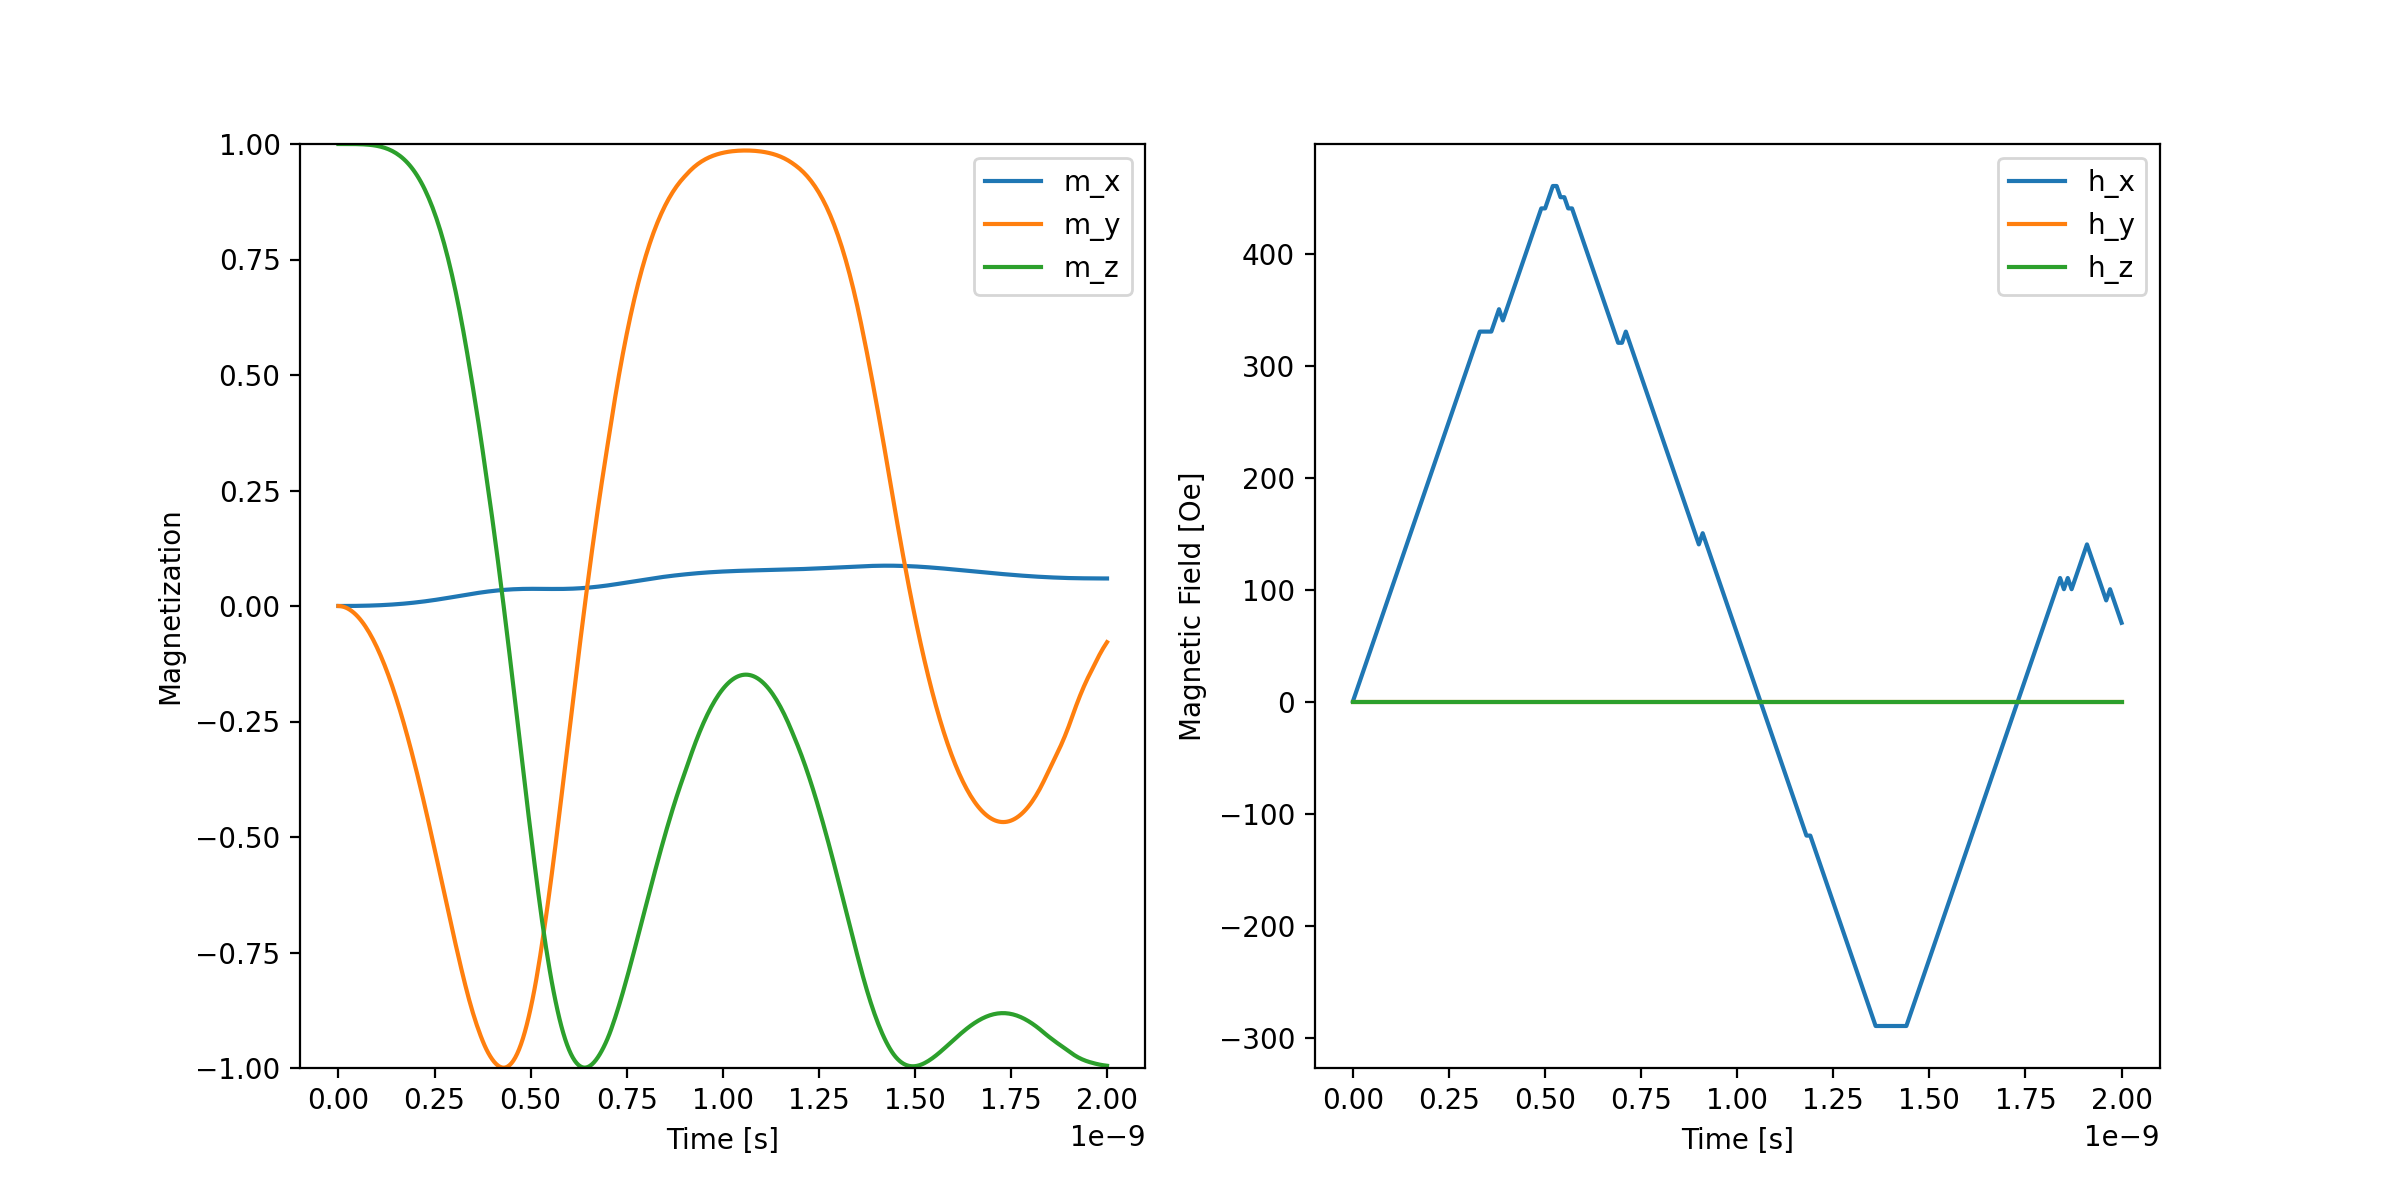 Magnetization
1.00
0.75
0.50
0.25
0.00
−0.25
−0.50
−0.75
−1.00
m_x
m_y
m_z
0.00 0.25 0.50 0.75 1.00 1.25 1.50 1.75 2.00
Time [s]
1e−9
Magnetic Field [Oe]
400
300
200
100
0
−100
−200
−300
h_x
h_y
h_z
0.00 0.25 0.50 0.75 1.00 1.25 1.50 1.75 2.00
Time [s]
1e−9